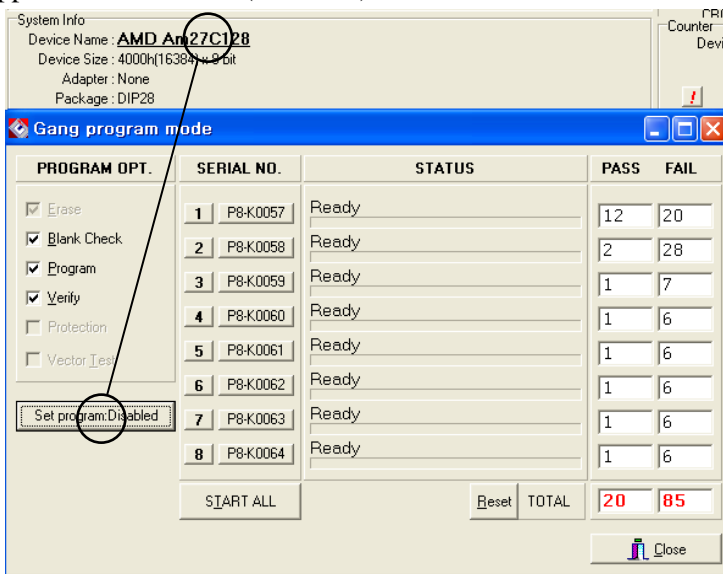 System Info
Device Name : AMD Am27C128
Device Size : 4000h(16384) x 8 bit
Adapter : None
Package : DIP28
Counter
Devi
!
Gang program mode
PROGRAM OPT. SERIAL NO. STATUS PASS FAIL
Erase
Blank Check
Program
Verify
Protection
Vector Test
Set program:Disabled
1 P8-K0057 Ready 12 20
2 P8-K0058 Ready 2 28
3 P8-K0059 Ready 1 7
4 P8-K0060 Ready 1 6
5 P8-K0061 Ready 1 6
6 P8-K0062 Ready 1 6
7 P8-K0063 Ready 1 6
8 P8-K0064 Ready 1 6
START ALL Reset TOTAL 20 85
Close